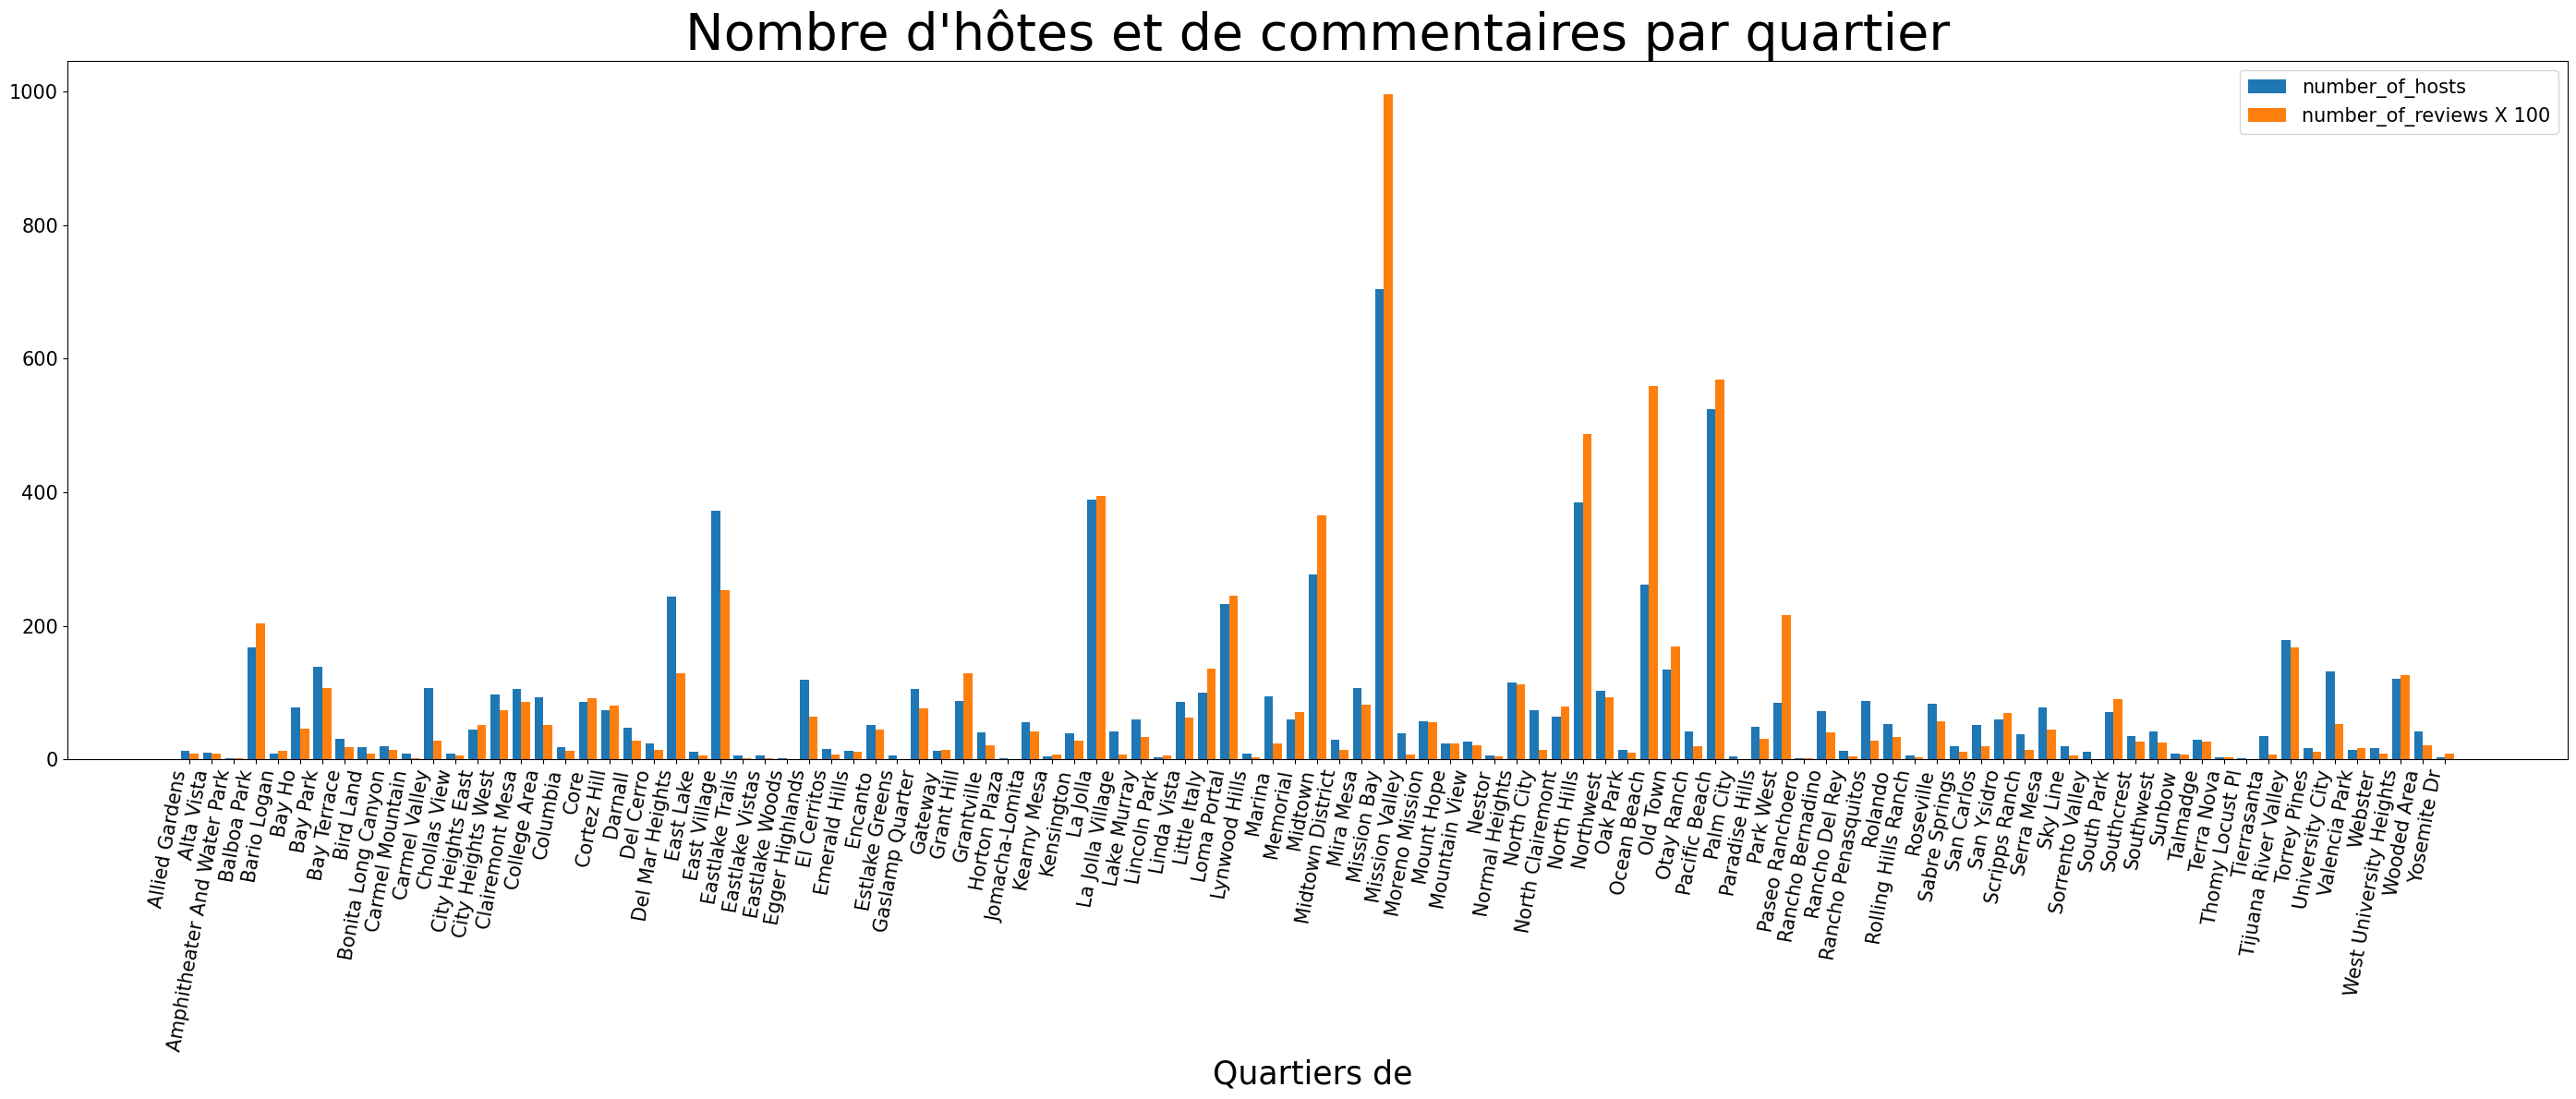 Nombre d'hôtes et de commentaires par quartier
number_of_hosts
number_of_reviews X 100
1000
800
600
400
200
0
Allied Gardens
Alta Vista
Amphitheater And Water Park
Balboa Park
Bario Logan
Bay Ho
Bay Park
Bay Terrace
Bird Land
Bonita Long Canyon
Carmel Mountain
Carmel Valley
Chollas View
City Heights East
City Heights West
Clairemont Mesa
College Area
Columbia
Core
Cortez Hill
Darnall
Del Cerro
Del Mar Heights
East Lake
East Village
Eastlake Trails
Eastlake Vistas
Eastlake Woods
Egger Highlands
El Cerritos
Emerald Hills
Encanto
Estlake Greens
Gaslamp Quarter
Gateway
Grant Hill
Grantville
Horton Plaza
Jomacha-Lomita
Kearny Mesa
Kensington
La Jolla
La Jolla Village
Lake Murray
Lincoln Park
Linda Vista
Little Italy
Loma Portal
Lynwood Hills
Marina
Memorial
Midtown
Midtown District
Mira Mesa
Mission Bay
Mission Valley
Moreno Mission
Mount Hope
Mountain View
Nestor
Normal Heights
North City
North Clairemont
North Hills
Northwest
Oak Park
Ocean Beach
Old Town
Otay Ranch
Pacific Beach
Palm City
Paradise Hills
Park West
Paseo Ranchoero
Rancho Bernadino
Rancho Del Rey
Rancho Penasquitos
Rolando
Rolling Hills Ranch
Roseville
Sabre Springs
San Carlos
San Ysidro
Scripps Ranch
Serra Mesa
Sky Line
Sorrento Valley
South Park
Southcrest
Southwest
Sunbow
Talmadge
Terra Nova
Thomy Locust Pl
Tierrasanta
Tijuana River Valley
Torrey Pines
University City
Valencia Park
Webster
West University Heights
Wooded Area
Yosemite Dr
Quartiers de